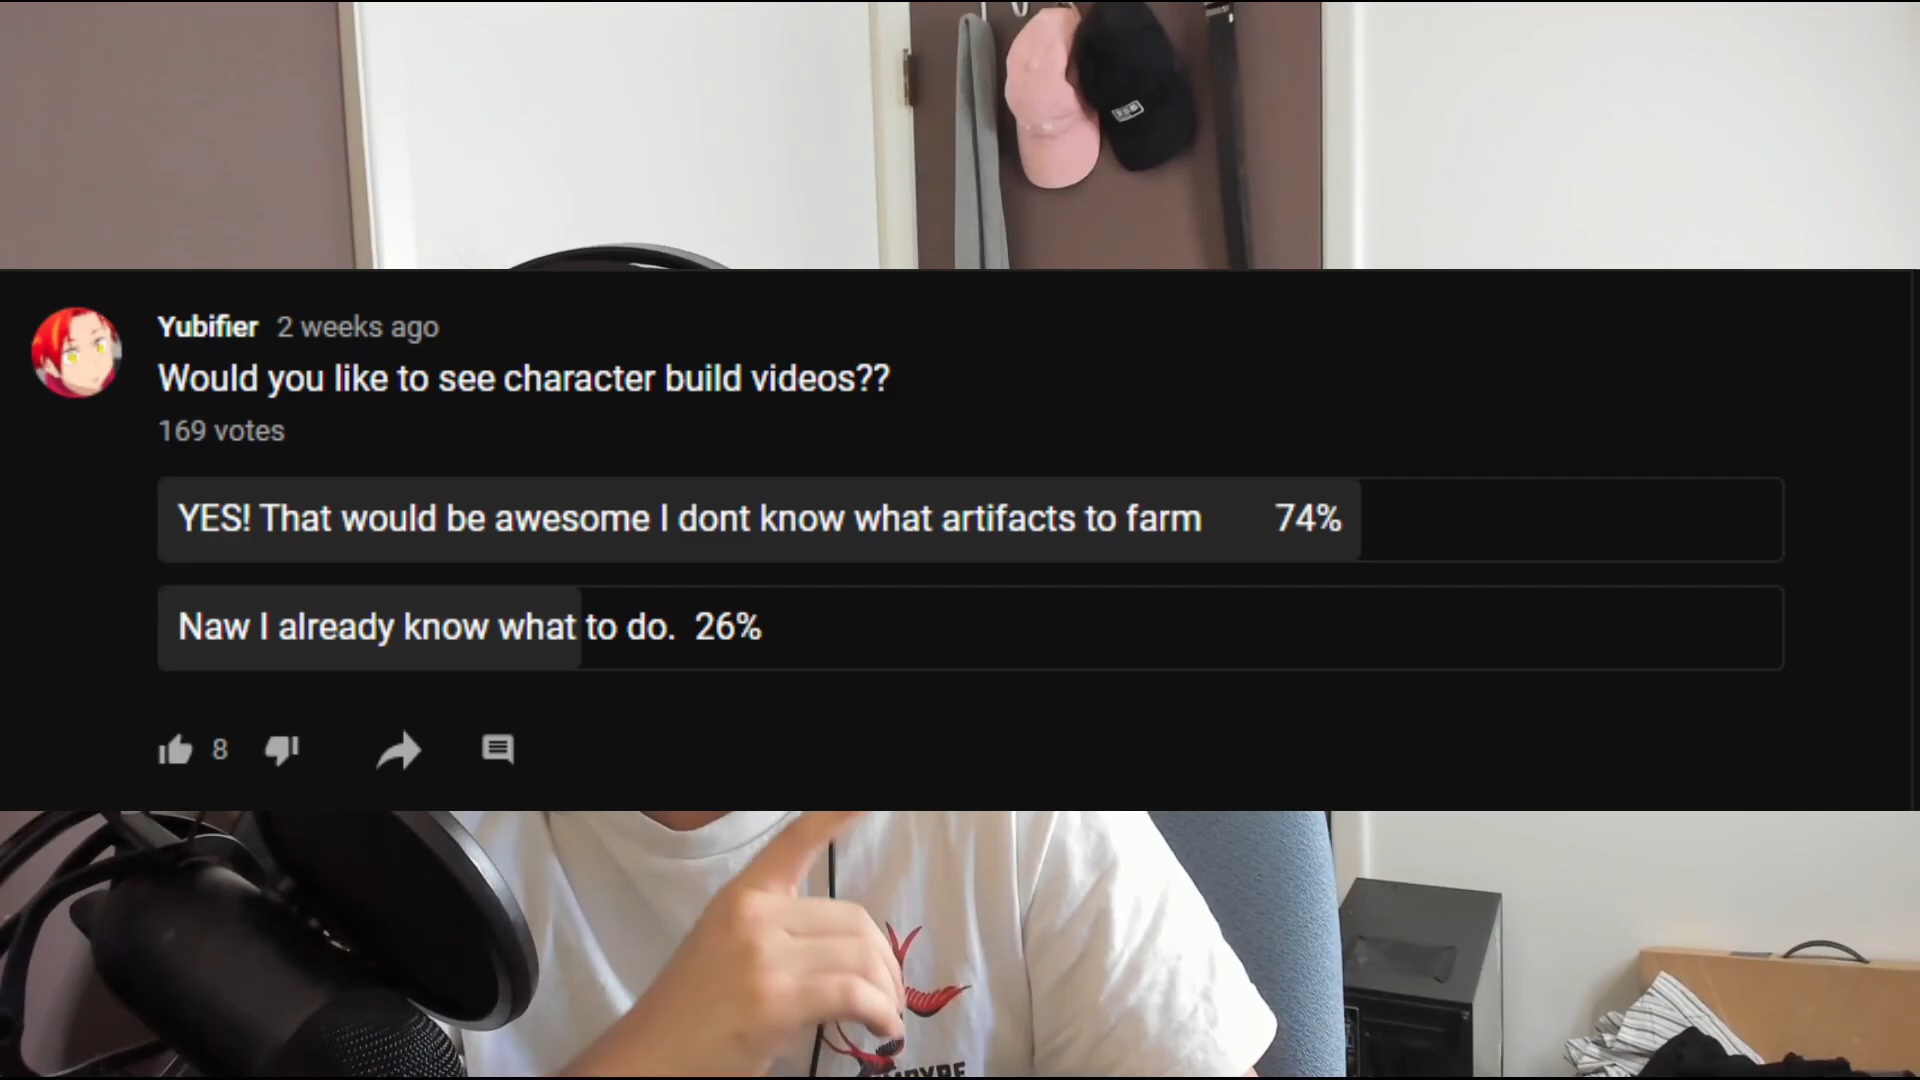 Yubifier 2 weeks ago
Would you like to see character build videos??
169 votes
YES! That would be awesome I dont know what artifacts to farm 74%
Naw I already know what to do. 26%
8